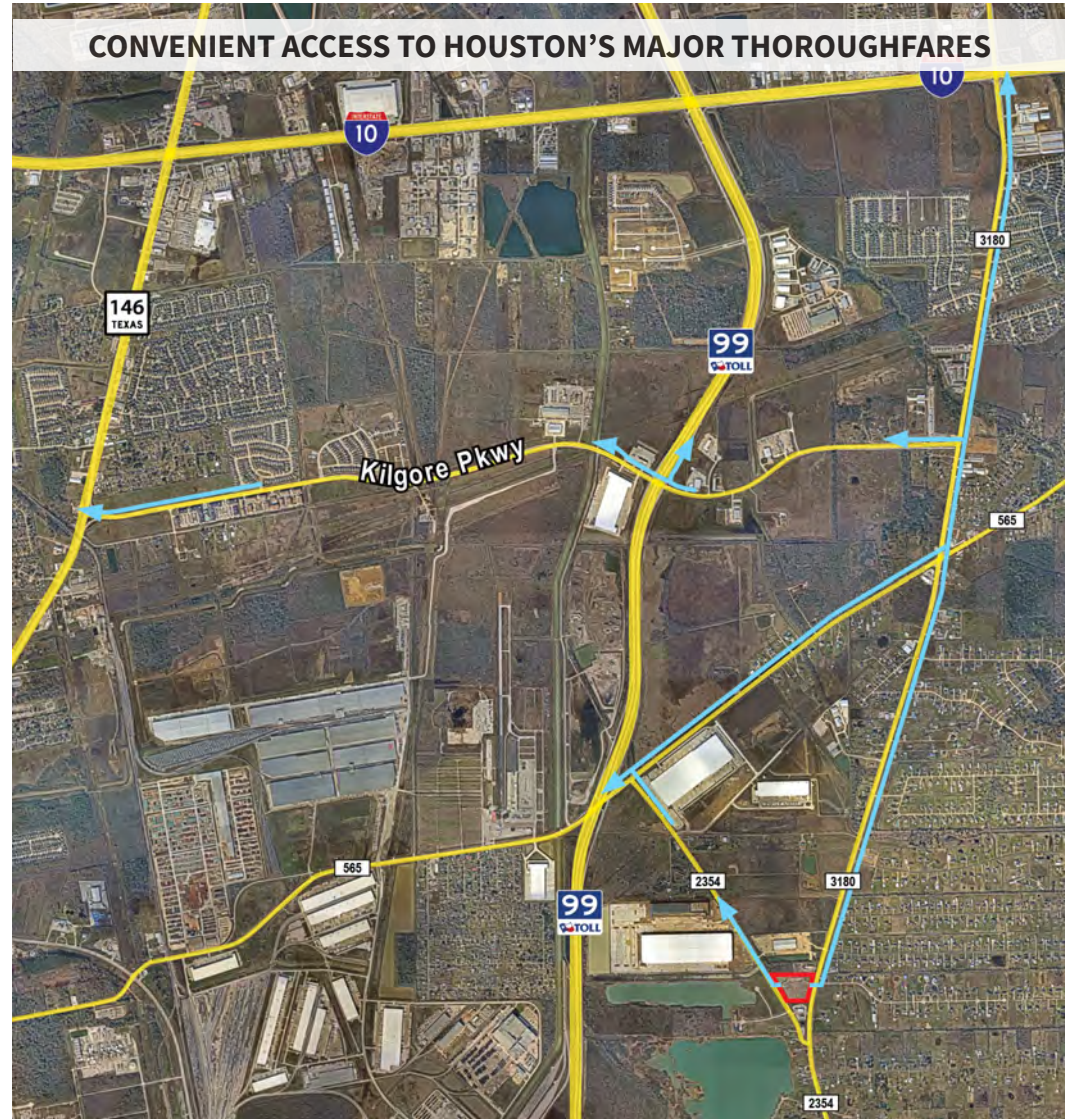 CONVENIENT ACCESS TO HOUSTON'S MAJOR THOROUGHFARES
10
INTERSTATE
10
3180
146
TEXAS
99
TOLL
Kilgore Pkwy
565
565
2354
3180
99
TOLL
2354